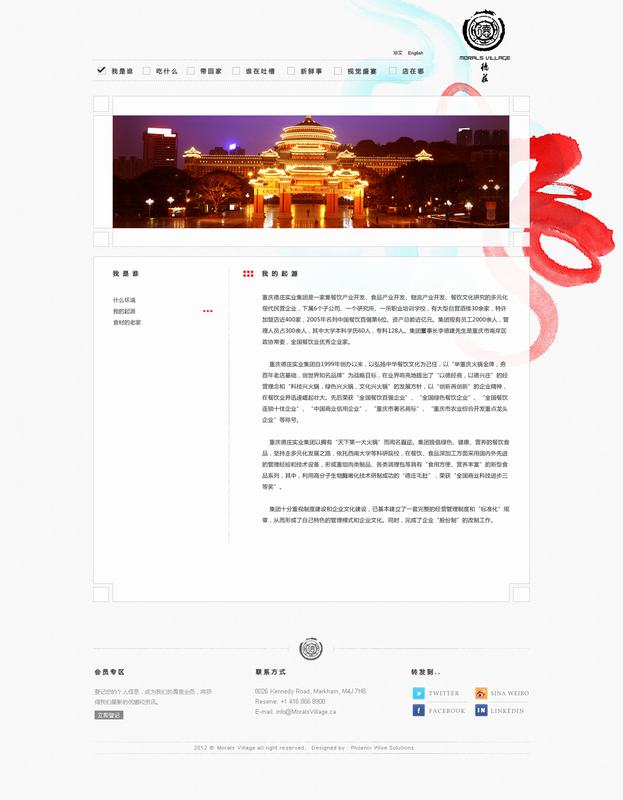 华文 English
MORALS VILLAGE
德庄
我是谁 吃什么 带回家 谁在吐槽 新鲜事 视觉盛宴 店在哪
我是谁
什么环境
我的起源
食材的老家
我的起源
重庆德庄实业集团是一家集餐饮产业开发、食品产业开发、物流产业开发、餐饮文化研究的多元化
现代民营企业，下属6个子公司，一个研究所，一所职业培训学校，有大型自营酒楼30余家，特许
加盟店近400家，2005年名列中国餐饮百强第6位。资产总额近亿元。集团现有员工2000余人，管
理人员占300余人，其中大学本科学历60人，专科128人。集团董事长李德建先生是重庆市南岸区
政协常委，全国餐饮业优秀企业家。
重庆德庄实业集团自1999年创办以来，以弘扬中华餐饮文化为己任，以“举重庆火锅金牌，夯
百年老店基础，创世界知名品牌”为战略目标，在业界响亮地提出了“以德经商，以德兴庄”的经
营理念和“科技兴火锅，绿色兴火锅，文化兴火锅”的发展方针，以“创新再创新”的企业精神，
在餐饮业界迅速崛起壮大。先后荣获“全国餐饮百强企业”、“全国绿色餐饮企业”、“全国餐饮
连锁十佳企业”、“中国商业信用企业”、“重庆市著名商标”、“重庆市农业综合开发重点龙头
企业”等称号。
重庆德庄实业集团以拥有“天下第一大火锅”而闻名遐迩。集团提倡绿色、健康、营养的餐饮食
品，坚持走多元化发展之路，依托西南大学等科研院校，在餐饮、食品深加工方面采用国内外先进
的管理经验和技术设备，形成重组肉类制品、各类调理包等具有“食用方便、营养丰富”的新型食
品系列，其中，利用高分子生物酶嫩化技术研制成功的“德庄毛肚”，荣获“全国商业科技进步三
等奖”。
集团十分重视制度建设和企业文化建设，已基本建立了一套完整的经营管理制度和“标准化”规
章，从而形成了自己特色的管理模式和企业文化。同时，完成了企业“股份制”的改制工作。
会员专区
登记您的个人信息，成为我们的尊贵会员，将获
得我们最新的优惠和资讯。
立即登记
联系方式
8026 Kennedy Road, Markham, M4J 7H8
Reserve: +1 416 866 8900
E-mail: info@MoralsVillage.ca
转发到..
TWITTER SINA WEIBO
FACEBOOK LINKEDIN
2012 © Morals Village all right reserved. Designed by : Phoenix Wise Solutions